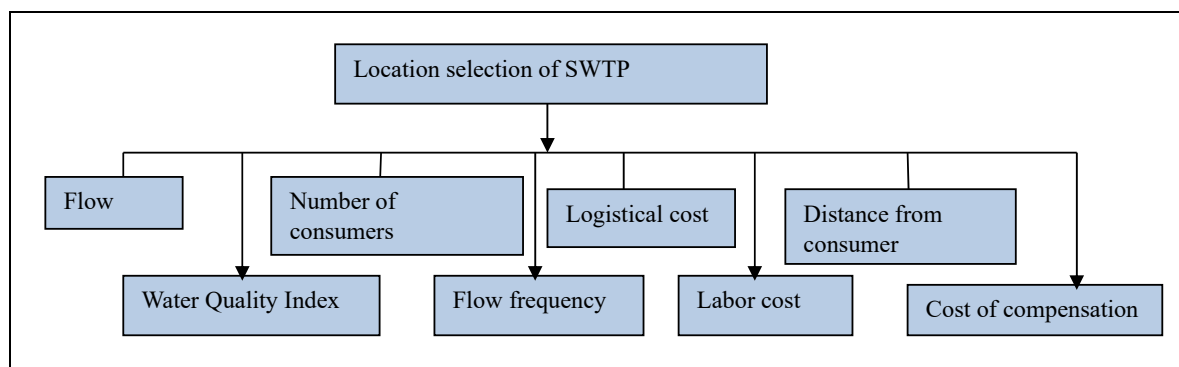 Location selection of SWTP
Flow
Number of
consumers
Logistical cost
Distance from
consumer
Water Quality Index
Flow frequency
Labor cost
Cost of compensation